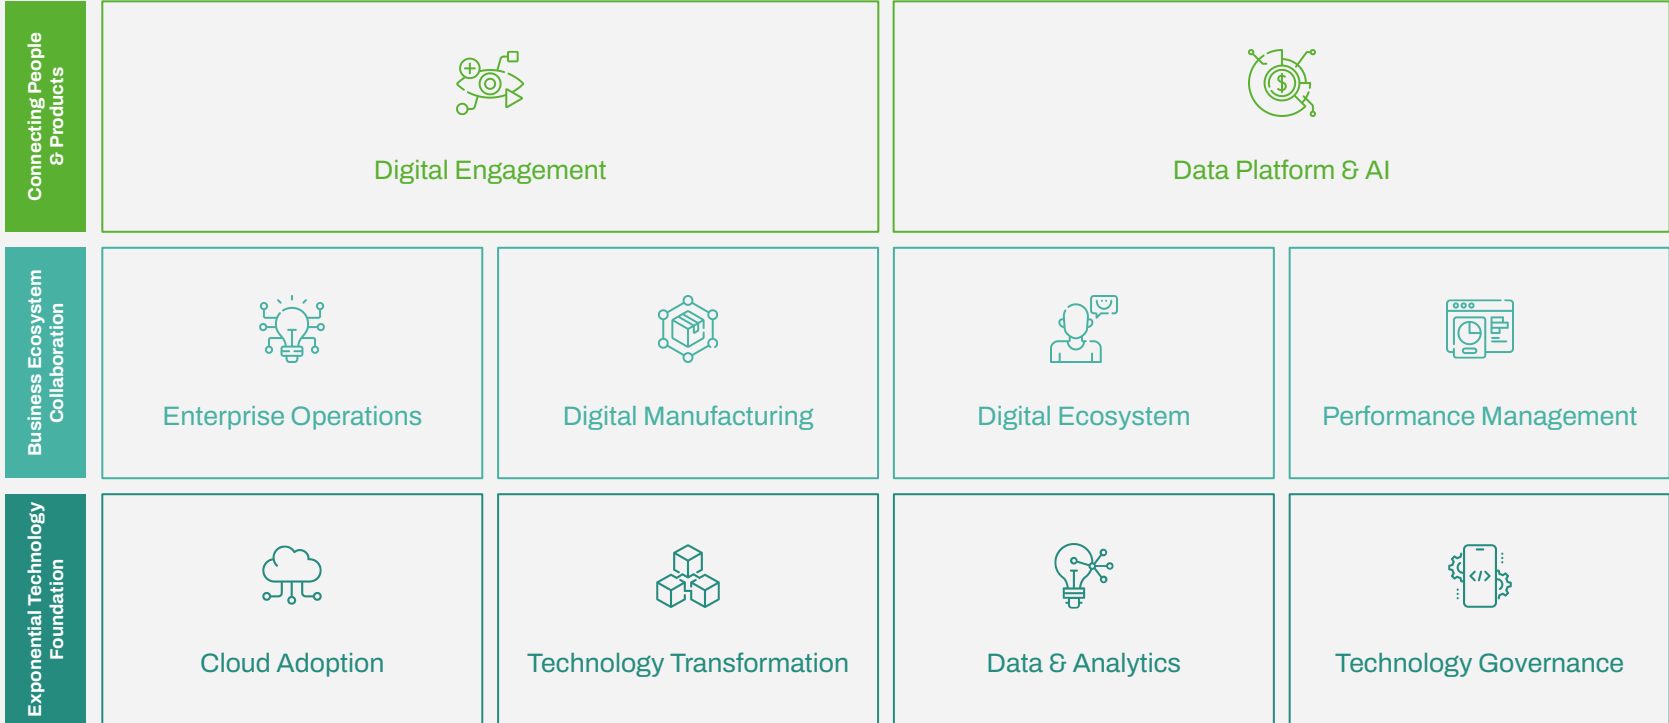 Connecting People
& Products
Digital Engagement
Data Platform & AI
Business Ecosystem
Collaboration
Enterprise Operations
Digital Manufacturing
Digital Ecosystem
Performance Management
Exponential Technology
Foundation
Cloud Adoption
Technology Transformation
Data & Analytics
Technology Governance